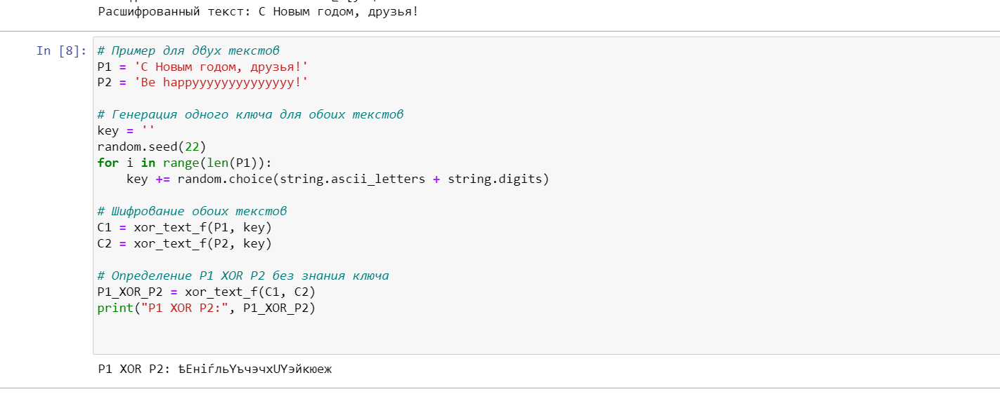 Расшифрованный текст: С Новым годом, друзья!
In [8]:
# Пример для двух текстов
P1 = 'С Новым годом, друзья!'
P2 = 'Be happyyyyyyyyyyyyyy!'
# Генерация одного ключа для обоих текстов
key = ''
random.seed(22)
for i in range(len(P1)):
    key += random.choice(string.ascii_letters + string.digits)
# Шифрование обоих текстов
C1 = xor_text_f(P1, key)
C2 = xor_text_f(P2, key)
# Определение P1 XOR P2 без знания ключа
P1_XOR_P2 = xor_text_f(C1, C2)
print("P1 XOR P2:", P1_XOR_P2)
P1 XOR P2: ѣEніѓльYъчэчxUYэйкюеж